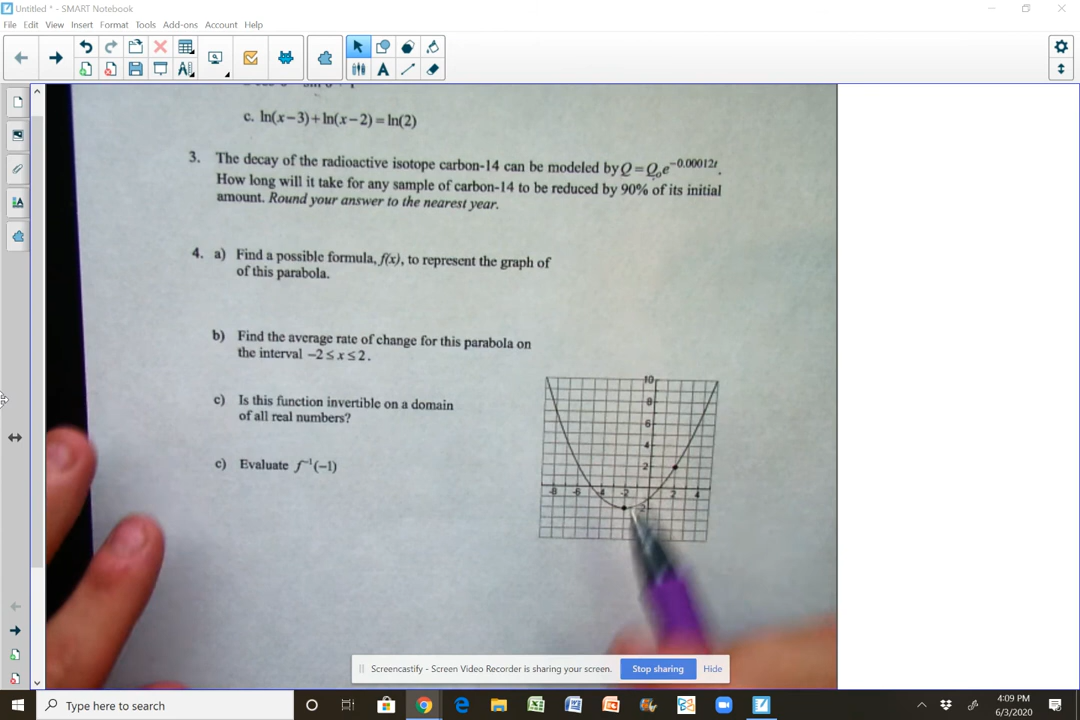 Untitled * - SMART Notebook
File Edit View Insert Format Tools Add-ons Account Help
c. ln(x−3)+ln(x−2)=ln(2)
3. The decay of the radioactive isotope carbon-14 can be modeled by Q=Q₀e^−0.00012t.
How long will it take for any sample of carbon-14 to be reduced by 90% of its initial
amount. Round your answer to the nearest year.
4. a) Find a possible formula, f(x), to represent the graph of
of this parabola.
b) Find the average rate of change for this parabola on
the interval −2≤x≤2.
c) Is this function invertible on a domain
of all real numbers?
c) Evaluate f⁻¹(−1)
10
8
6
4
2
-8 -6 -4 -2 2 4
-2
Screencastify - Screen Video Recorder is sharing your screen. Stop sharing Hide
Type here to search
4:09 PM
6/3/2020